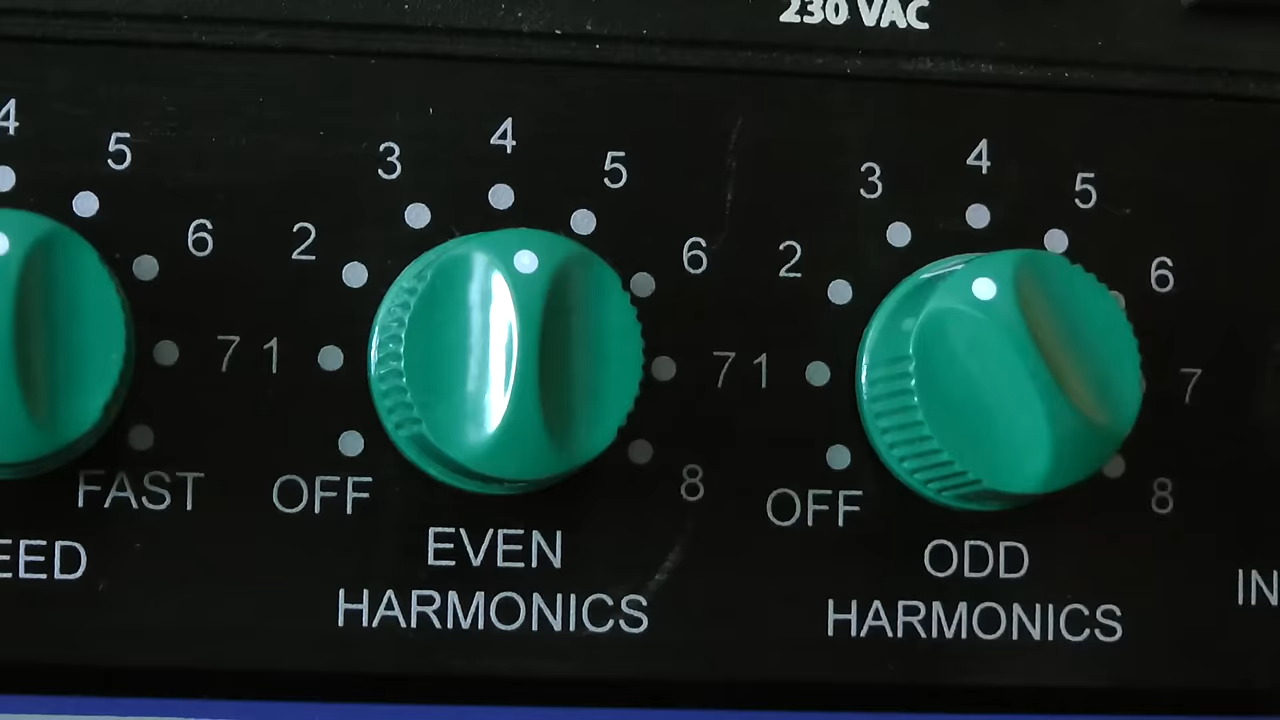 230 VAC
4 5 6 7 FAST
EED
OFF 1 2 3 4 5 6 7 8
EVEN
HARMONICS
OFF 1 2 3 4 5 6 7 8
ODD
HARMONICS
IN